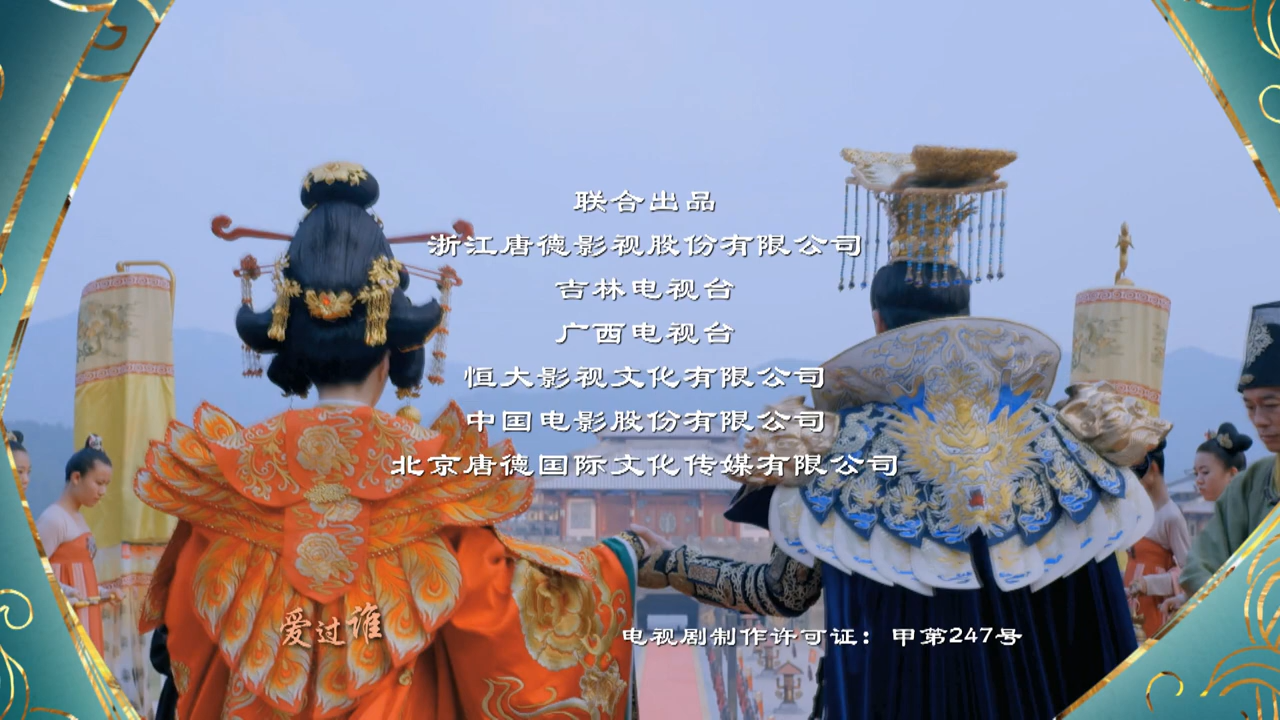 联合出品
浙江唐德影视股份有限公司
吉林电视台
广西电视台
恒大影视文化有限公司
中国电影股份有限公司
北京唐德国际文化传媒有限公司
爱过谁
电视剧制作许可证：甲第247号